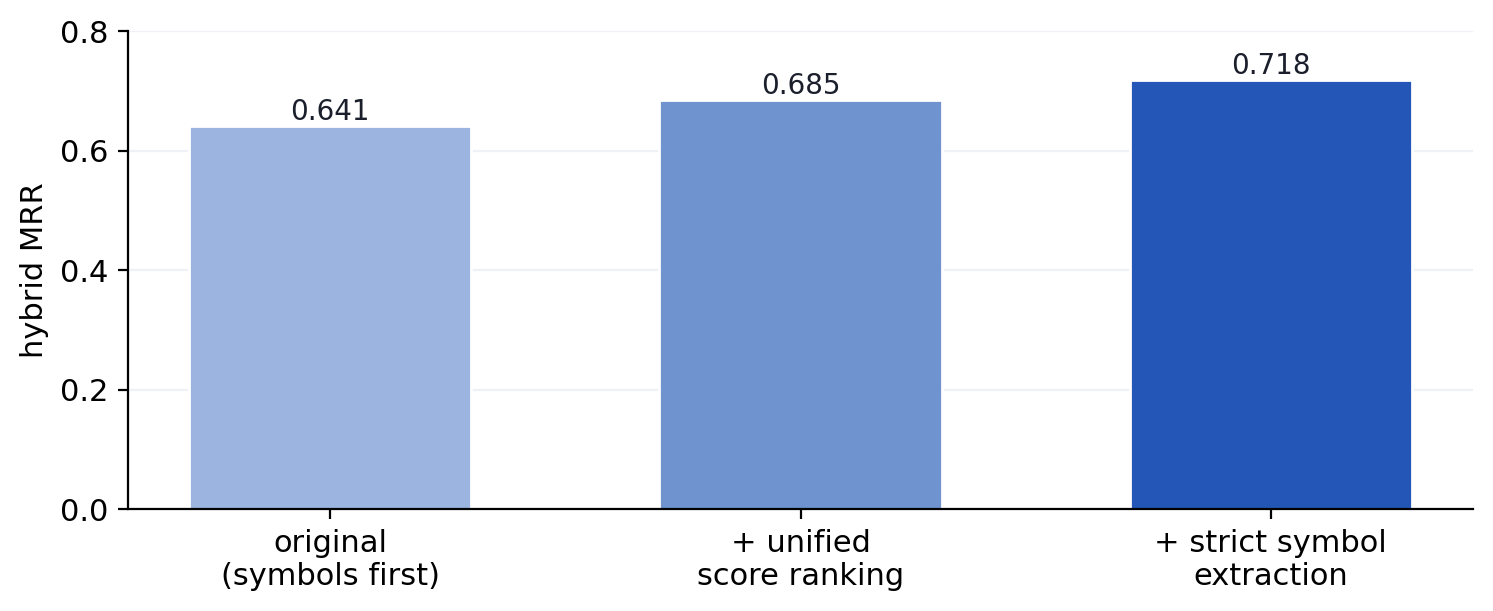 0.8
0.6
0.4
0.2
0.0
hybrid MRR
0.641
0.685
0.718
original
(symbols first)
+ unified
score ranking
+ strict symbol
extraction